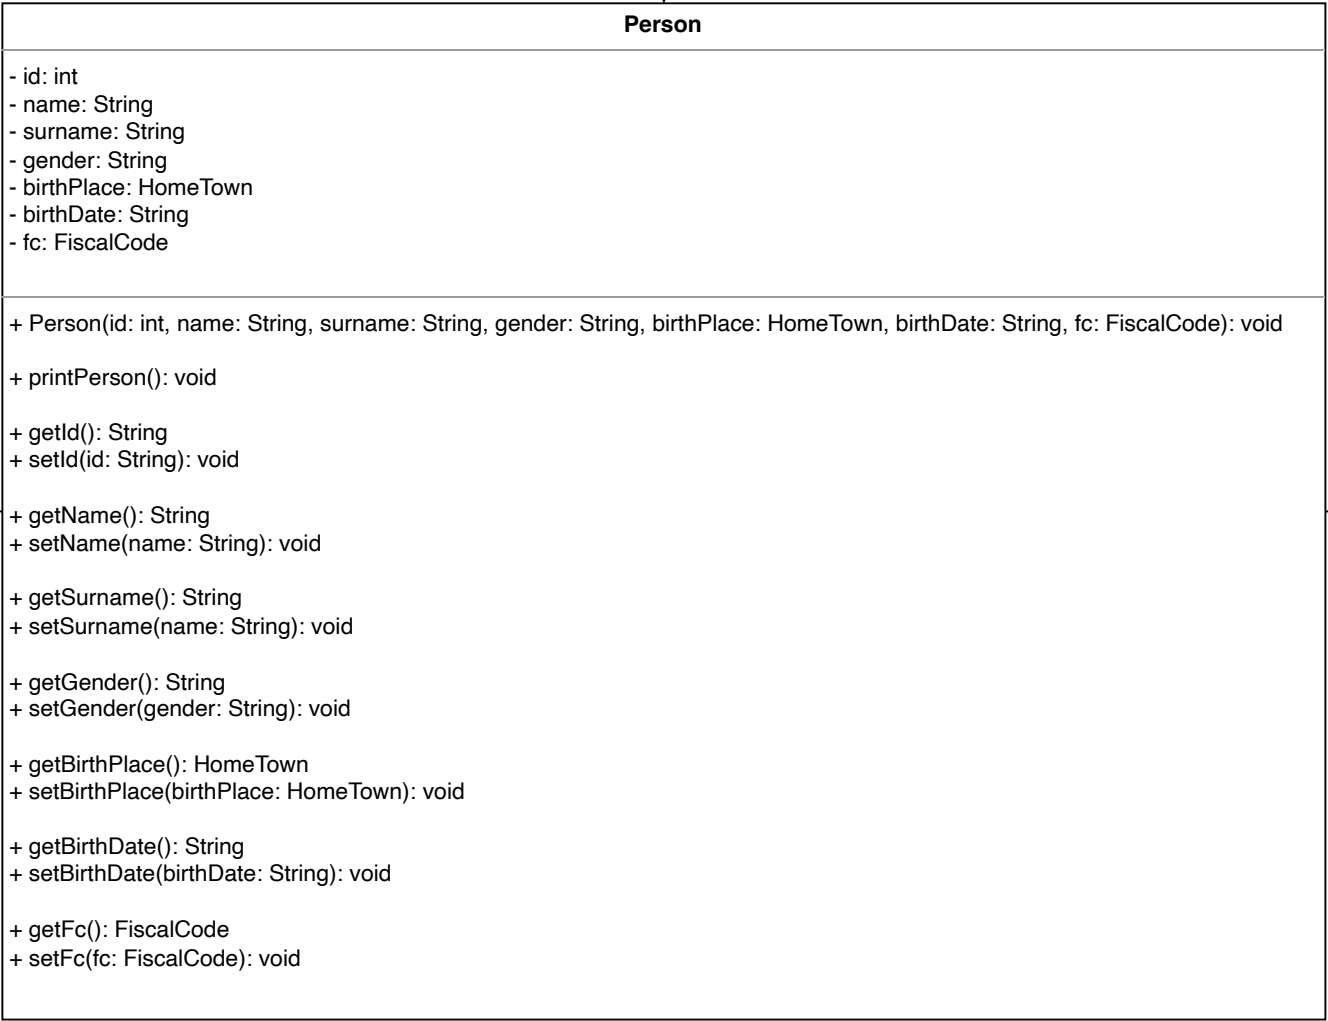 Person
- id: int
- name: String
- surname: String
- gender: String
- birthPlace: HomeTown
- birthDate: String
- fc: FiscalCode
+ Person(id: int, name: String, surname: String, gender: String, birthPlace: HomeTown, birthDate: String, fc: FiscalCode): void
+ printPerson(): void
+ getId(): String
+ setId(id: String): void
+ getName(): String
+ setName(name: String): void
+ getSurname(): String
+ setSurname(name: String): void
+ getGender(): String
+ setGender(gender: String): void
+ getBirthPlace(): HomeTown
+ setBirthPlace(birthPlace: HomeTown): void
+ getBirthDate(): String
+ setBirthDate(birthDate: String): void
+ getFc(): FiscalCode
+ setFc(fc: FiscalCode): void